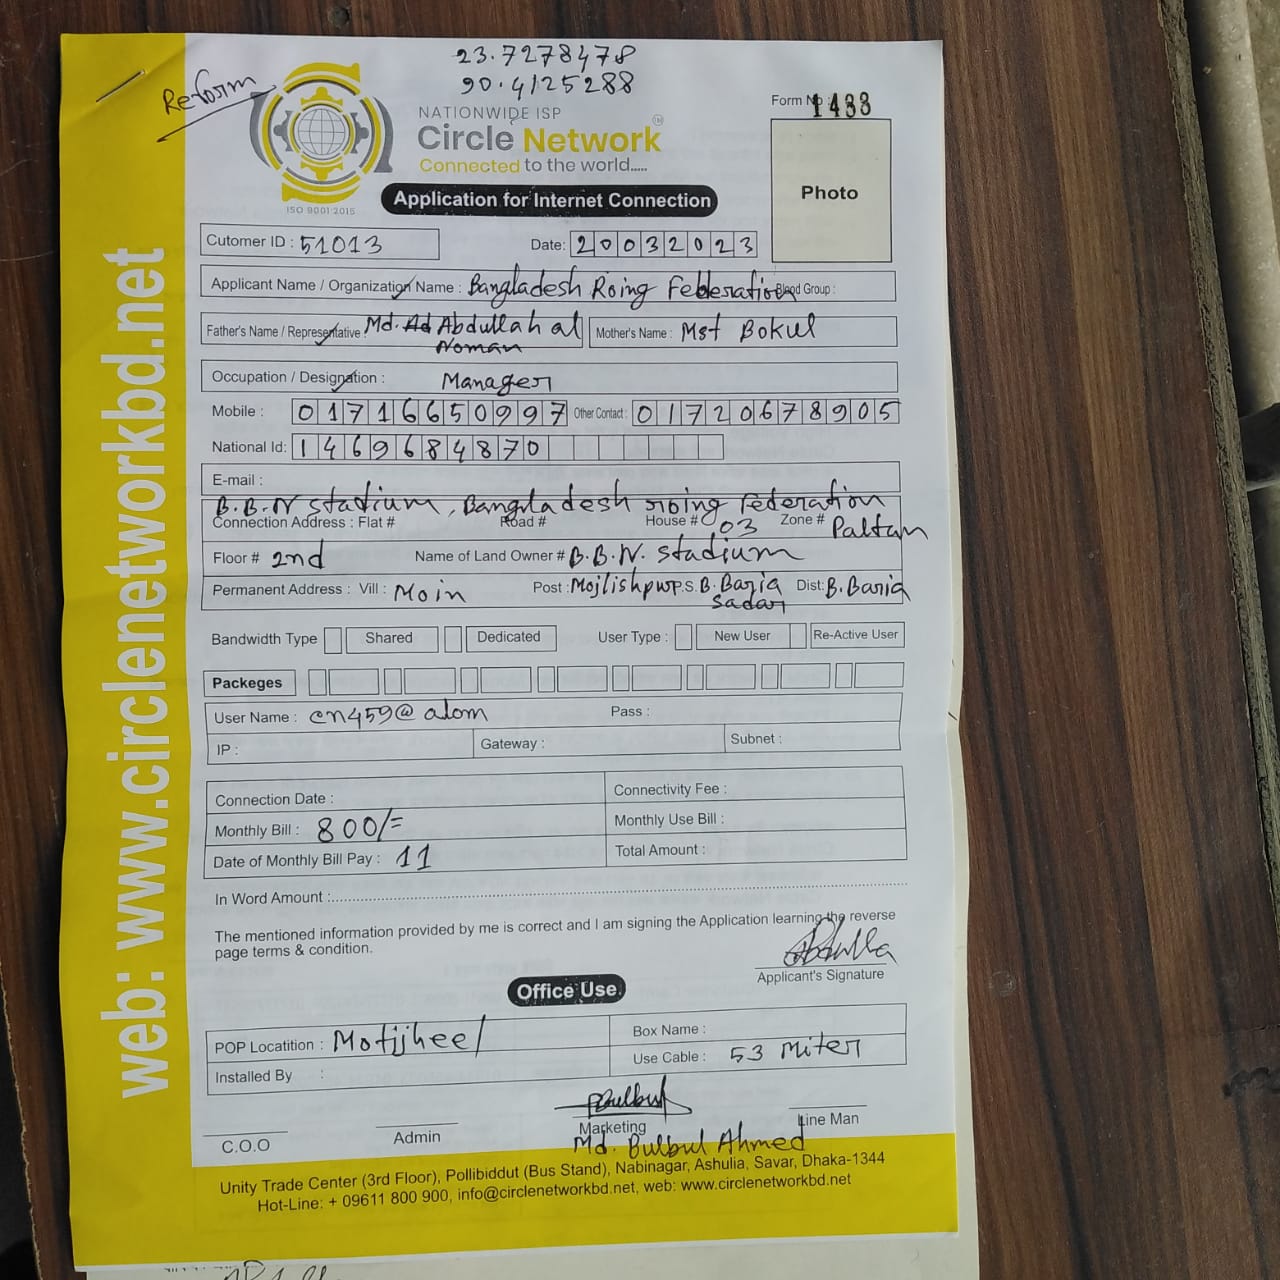 23.7278478
90.4125288
Reform
NATIONWIDE ISP
Circle Network
Connected to the world.....
ISO 9001:2015
Form No : 1433
Photo
Application for Internet Connection
Cutomer ID : 51013
Date: 20032023
Applicant Name / Organization Name : Bangladesh Roing Fedderation Blood Group :
Father's Name / Representative : Md. Ad Abdullah al Noman
Mother's Name : Mst Bokul
Occupation / Designation : Manager
Mobile : 01716650997 Other Contact : 01720678905
National Id: 1469684870
E-mail :
B.B.N stadium, Bangladesh roing Federation
Connection Address : Flat # Road # House # 03 Zone # Paltan
Floor # 2nd Name of Land Owner # B.B.N. stadium
Permanent Address : Vill : Moin Post : Mojlishpur P.S. B. Baria Sadar Dist: B. Baria
Bandwidth Type Shared Dedicated User Type : New User Re-Active User
Packeges
User Name : cn459@alom Pass :
IP : Gateway : Subnet :
Connection Date : Connectivity Fee :
Monthly Bill : 800/= Monthly Use Bill :
Date of Monthly Bill Pay : 11 Total Amount :
In Word Amount :
The mentioned information provided by me is correct and I am signing the Application learning the reverse
page terms & condition.
Abdulla
Applicant's Signature
Office Use
POP Locatition : Motijheel Box Name :
Use Cable : 53 Miter
Installed By :
Bulbul
C.O.O Admin Marketing Line Man
Md. Bulbul Ahmed
Unity Trade Center (3rd Floor), Pollibiddut (Bus Stand), Nabinagar, Ashulia, Savar, Dhaka-1344
Hot-Line: + 09611 800 900, info@circlenetworkbd.net, web: www.circlenetworkbd.net
web: www.circlenetworkbd.net